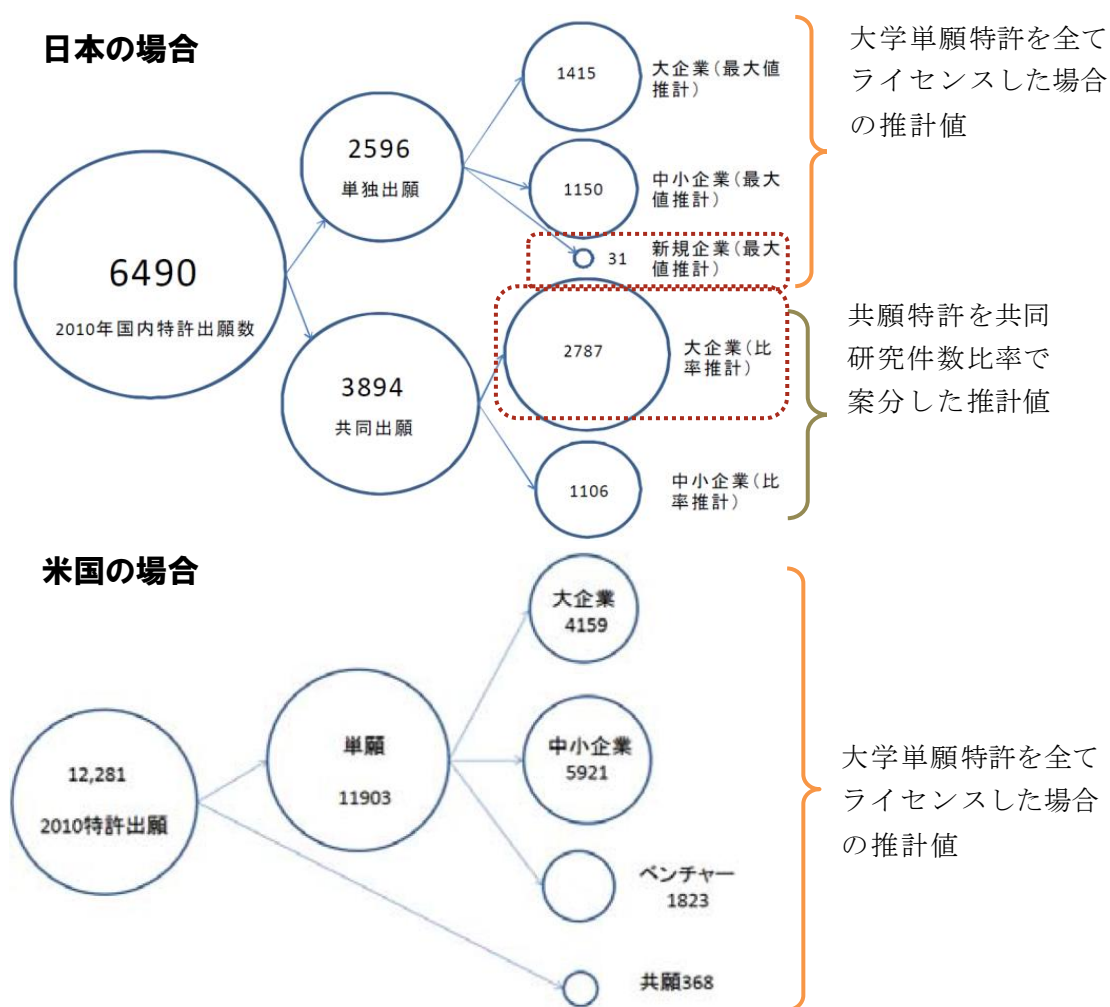 日本の場合
6490
2010年国内特許出願数
2596
単独出願
3894
共同出願
1415
大企業(最大値
推計)
1150
中小企業(最大
値推計)
31
新規企業(最大
値推計)
2787
大企業(比
率推計)
1106
中小企業(比
率推計)
大学単願特許を全て
ライセンスした場合
の推計値
共願特許を共同
研究件数比率で
案分した推計値
米国の場合
12,281
2010特許出願
単願
11903
大企業
4159
中小企業
5921
ベンチャー
1823
共願368
大学単願特許を全て
ライセンスした場合
の推計値